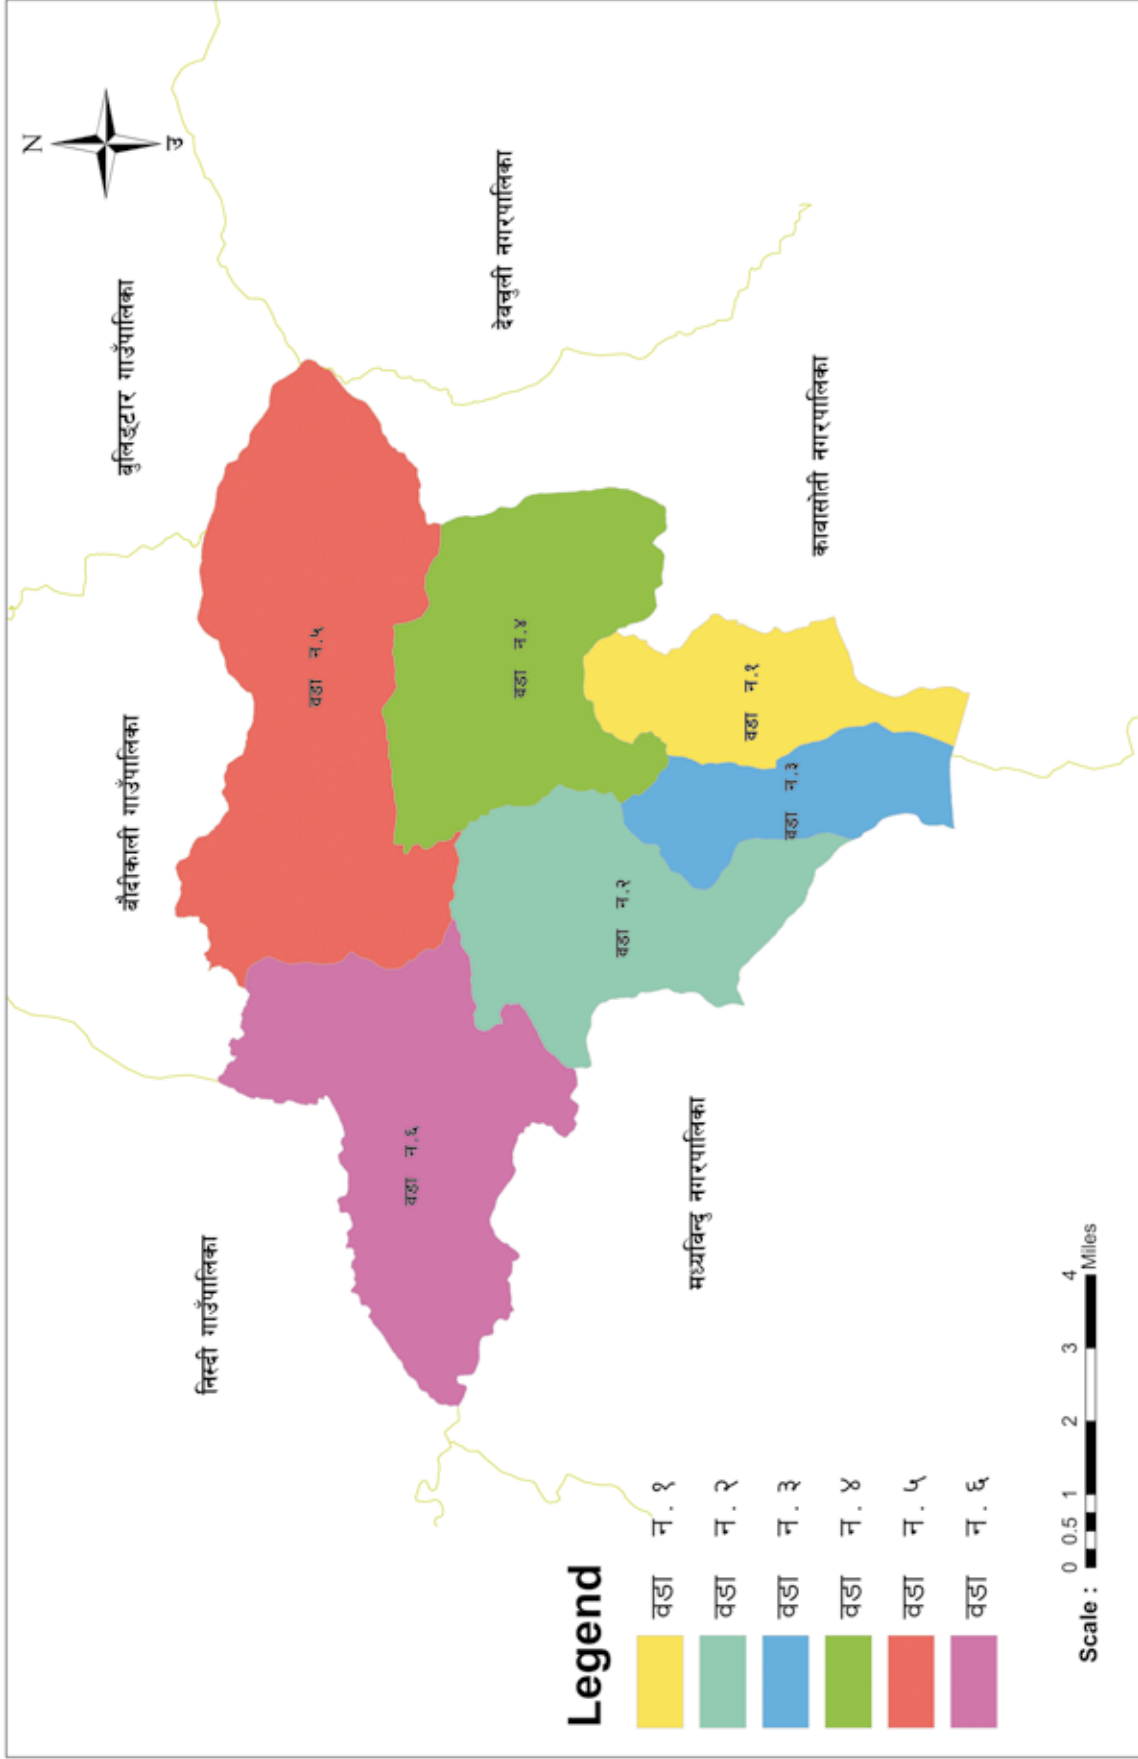 N
उ
बुलिङ्टार गाउँपालिका
बौदीकाली गाउँपालिका
निस्दी गाउँपालिका
देवचुली नगरपालिका
कावासोती नगरपालिका
मध्यविन्दु नगरपालिका
वडा न.५
वडा न.४
वडा न.६
वडा न.२
वडा न.१
वडा न.३
Legend
वडा न.१
वडा न.२
वडा न.३
वडा न.४
वडा न.५
वडा न.६
Scale :
0 0.5 1 2 3 4
Miles